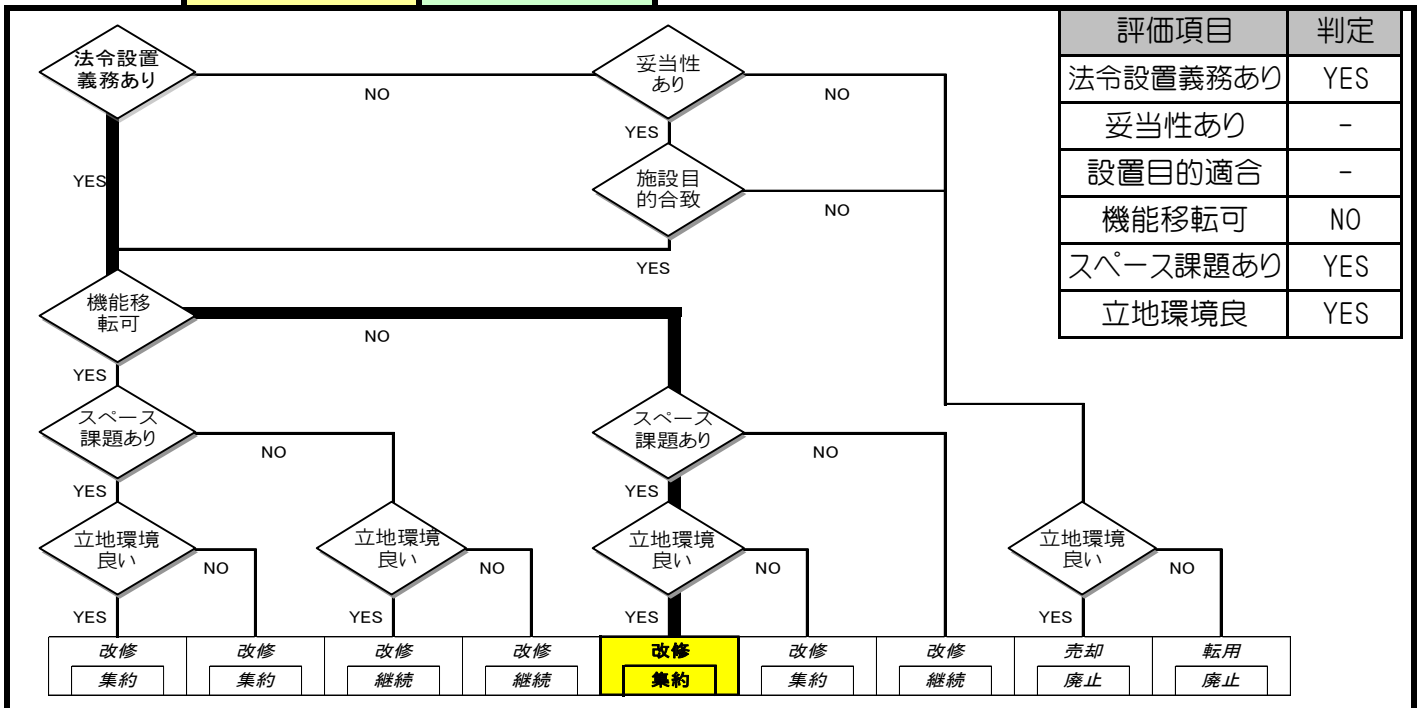 法令設置
義務あり
NO
妥当性
あり
NO
YES
YES
施設目
的合致
NO
YES
機能移
転可
NO
YES
スペース
課題あり
NO
スペース
課題あり
NO
YES
YES
立地環境
良い
NO
立地環境
良い
NO
立地環境
良い
NO
立地環境
良い
NO
YES
YES
YES
YES
改修 改修 改修 改修 改修 改修 改修 売却 転用
集約 集約 継続 継続 集約 集約 継続 廃止 廃止
評価項目 判定
法令設置義務あり YES
妥当性あり -
設置目的適合 -
機能移転可 NO
スペース課題あり YES
立地環境良 YES